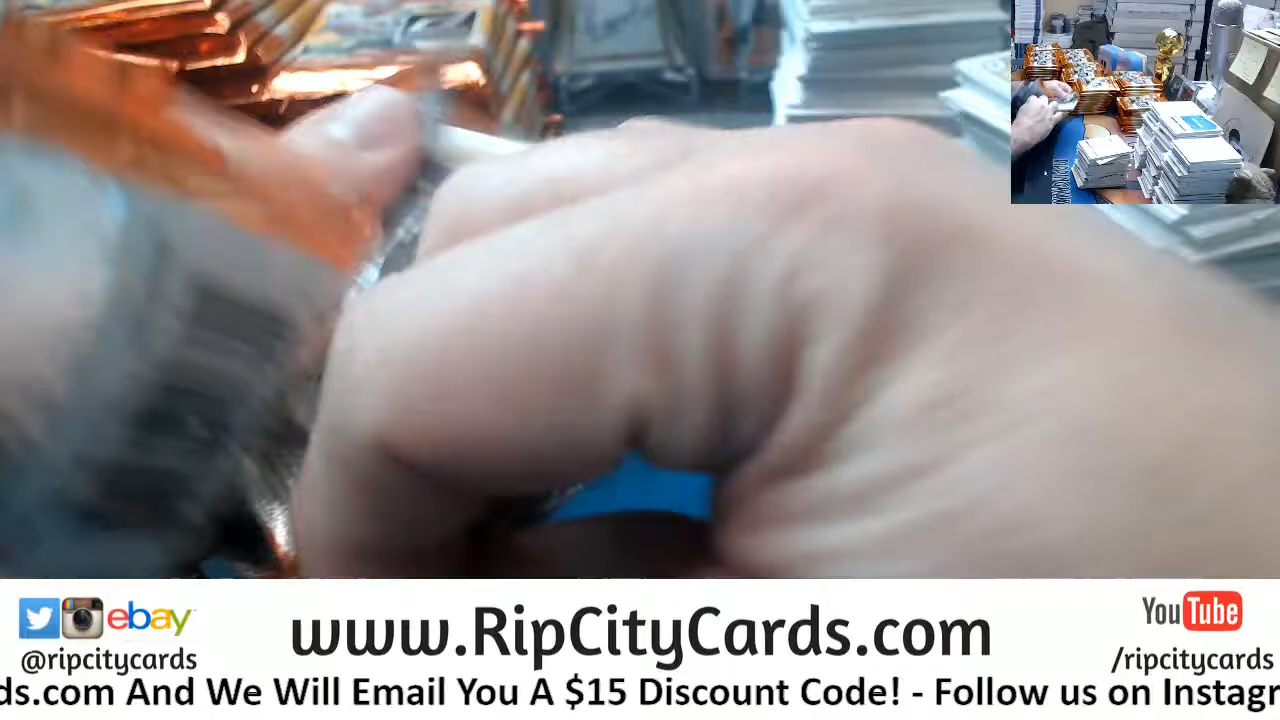 ebay
@ripcitycards
www.RipCityCards.com
YouTube
/ripcitycards
ds.com And We Will Email You A $15 Discount Code! - Follow us on Instagr